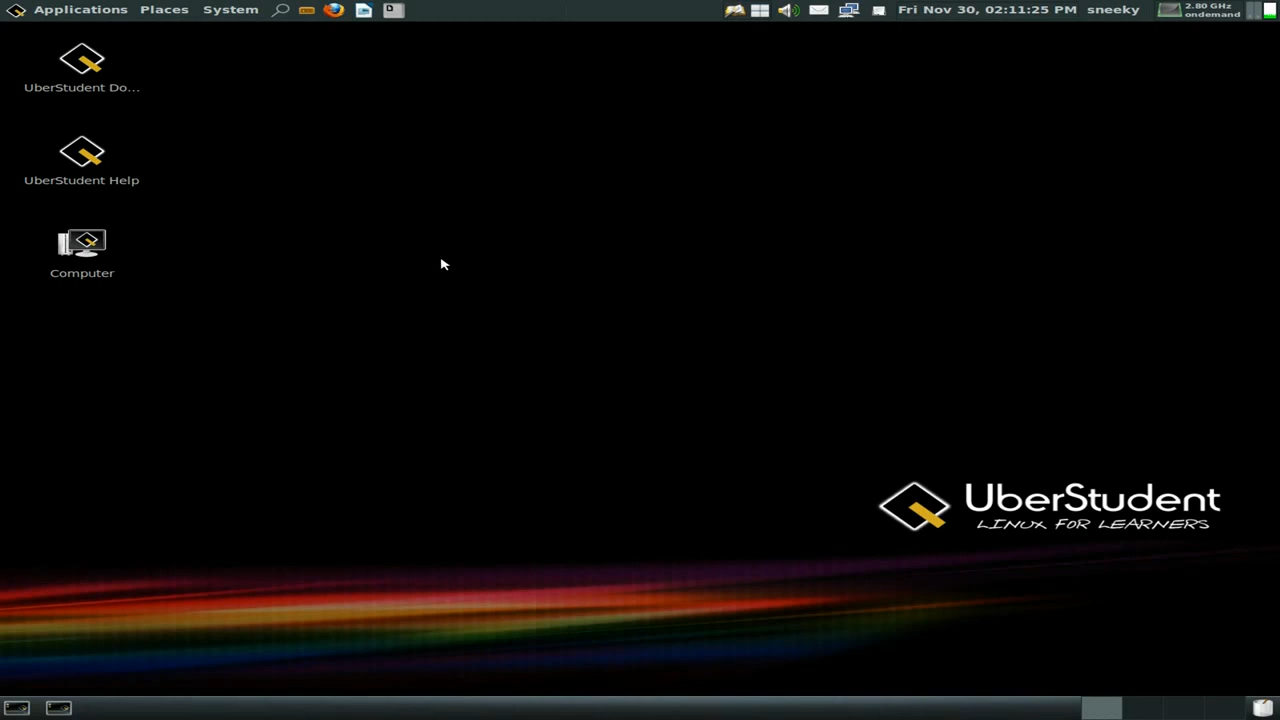 Applications Places System Fri Nov 30, 02:11:25 PM sneeky 2.80 GHz
ondemand
UberStudent Do...
UberStudent Help
Computer
UberStudent
LINUX FOR LEARNERS